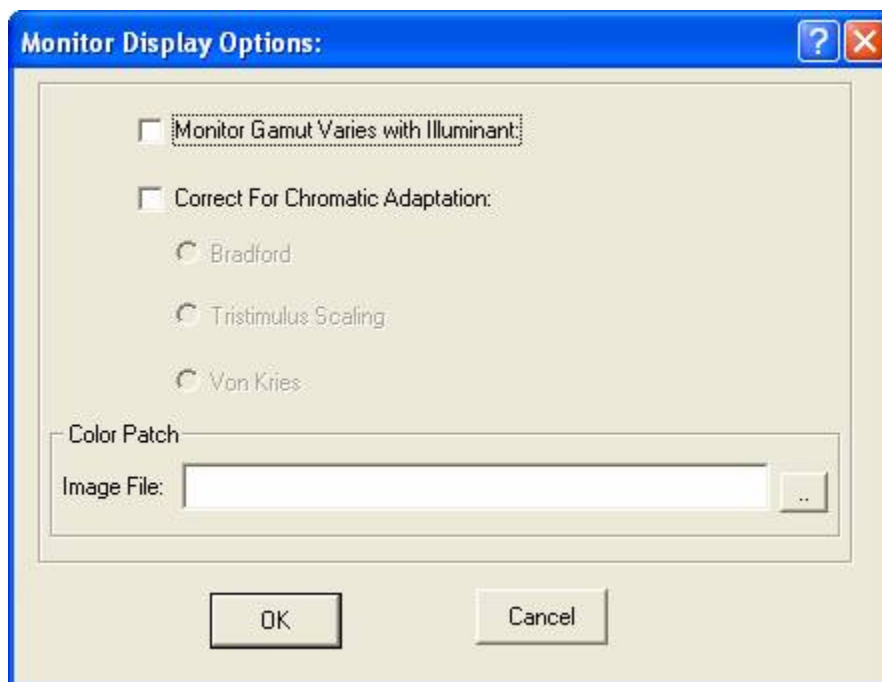 Monitor Display Options:
Monitor Gamut Varies with Illuminant:
Correct For Chromatic Adaptation:
Bradford
Tristimulus Scaling
Von Kries
Color Patch
Image File:
..
OK
Cancel